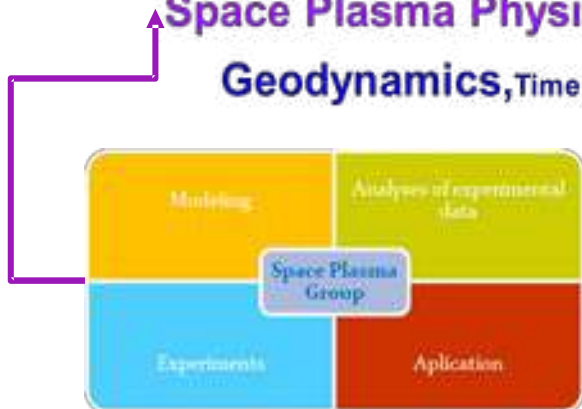 Space Plasma Physi
Geodynamics,Time
Modeling
Analyses of experimental
data
Space Plasma
Group
Experiments
Aplication